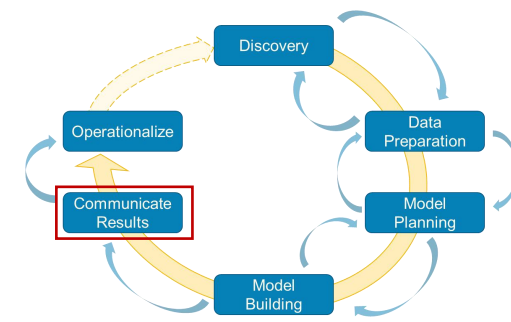 Discovery
Operationalize
Data
Preparation
Communicate
Results
Model
Planning
Model
Building